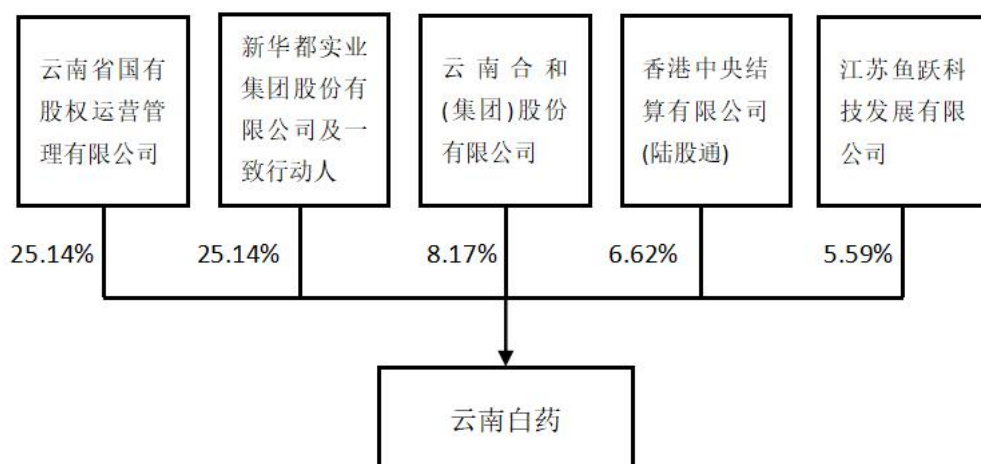 云南省国有
股权运营管
理有限公司
新华都实业
集团股份有
限公司及一
致行动人
云南合和
(集团)股份
有限公司
香港中央结
算有限公司
(陆股通)
江苏鱼跃科
技发展有限
公司
25.14%
25.14%
8.17%
6.62%
5.59%
云南白药